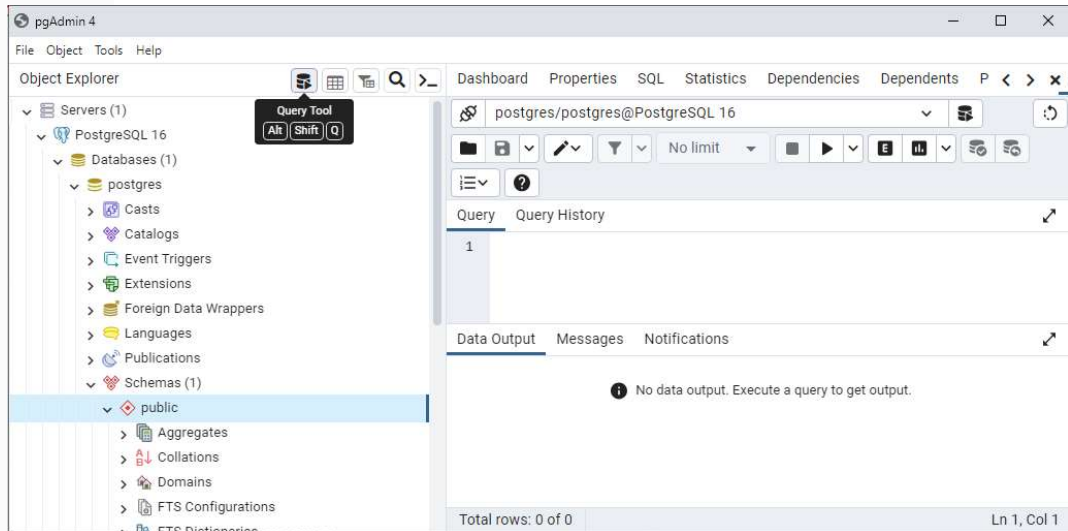 pgAdmin 4
File Object Tools Help
Object Explorer
Query Tool
Alt Shift Q
Servers (1)
PostgreSQL 16
Databases (1)
postgres
Casts
Catalogs
Event Triggers
Extensions
Foreign Data Wrappers
Languages
Publications
Schemas (1)
public
Aggregates
Collations
Domains
FTS Configurations
FTS Dictionaries
Dashboard Properties SQL Statistics Dependencies Dependents P
postgres/postgres@PostgreSQL 16
No limit
E
Query Query History
1
Data Output Messages Notifications
No data output. Execute a query to get output.
Total rows: 0 of 0 Ln 1, Col 1